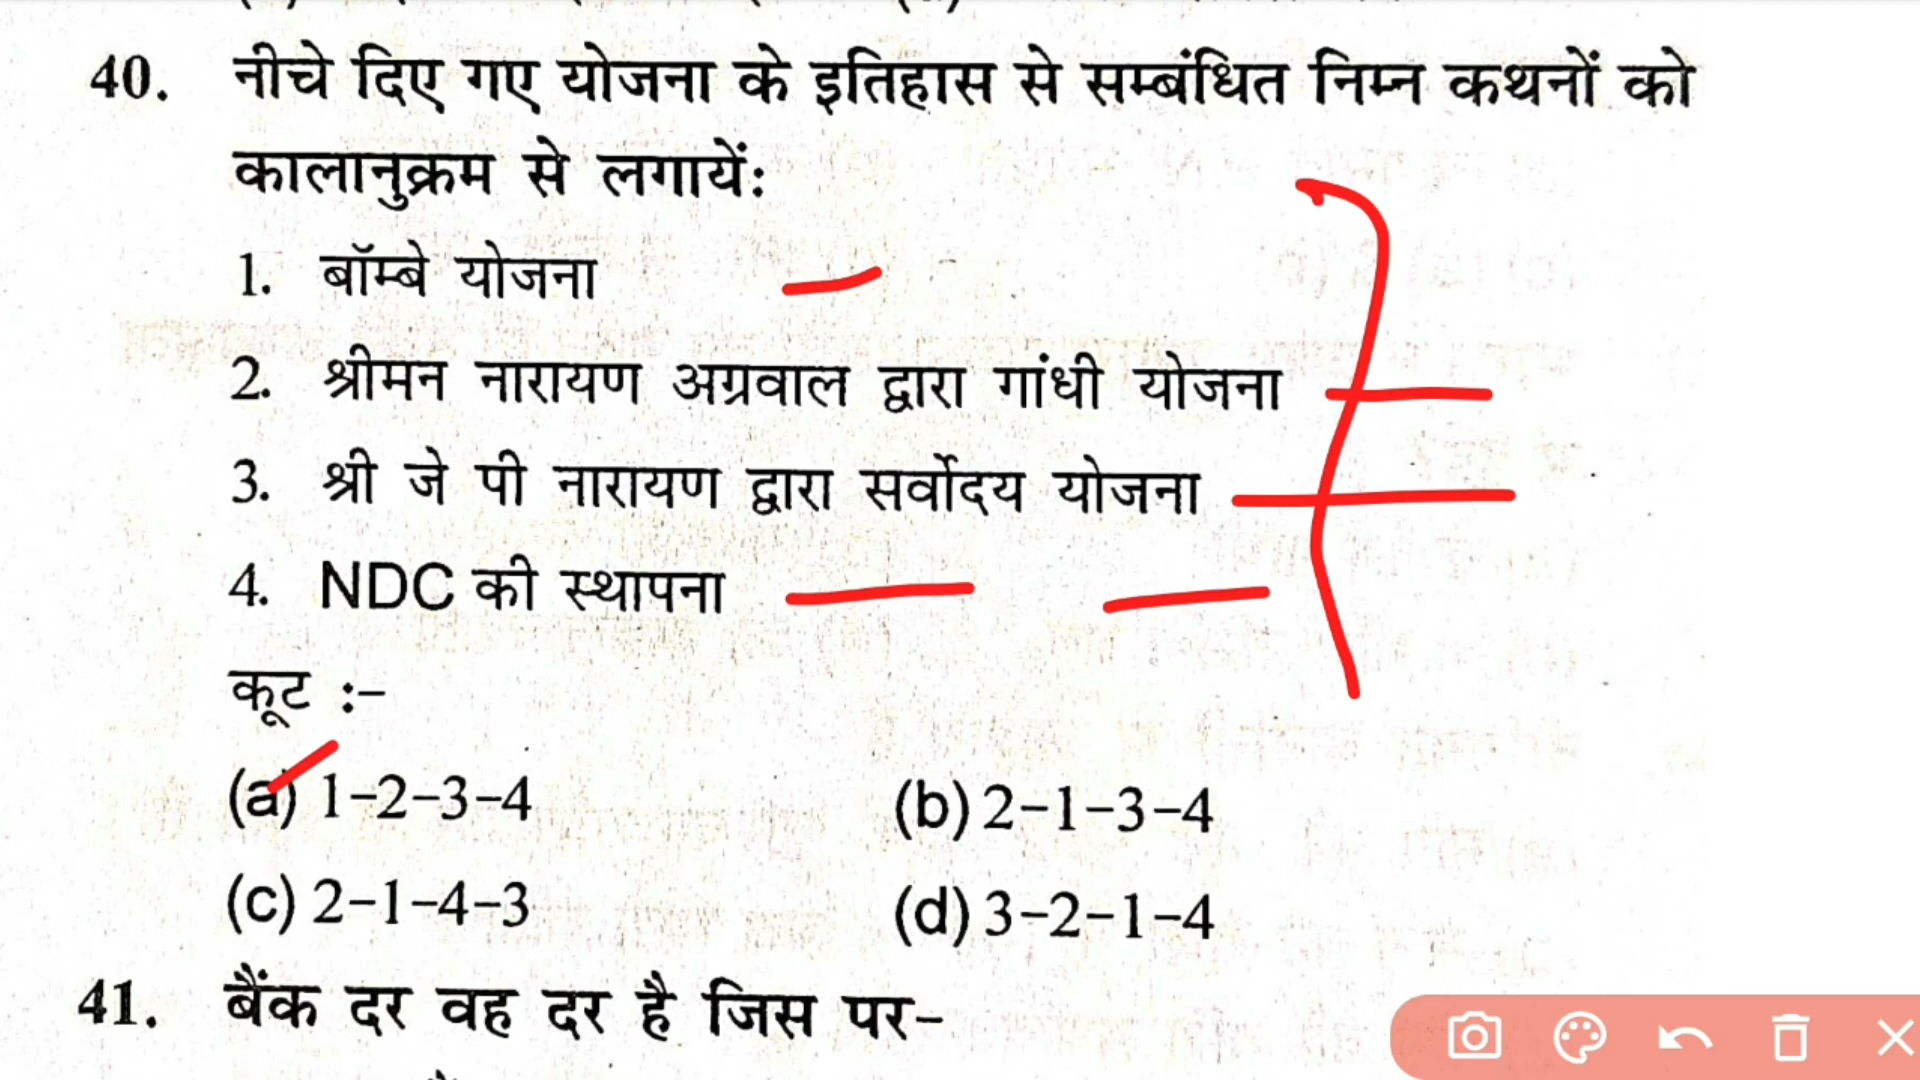 40. नीचे दिए गए योजना के इतिहास से सम्बंधित निम्न कथनों को
कालानुक्रम से लगायें:
1. बॉम्बे योजना
2. श्रीमन नारायण अग्रवाल द्वारा गांधी योजना
3. श्री जे पी नारायण द्वारा सर्वोदय योजना
4. NDC की स्थापना
कूट :-
(a) 1-2-3-4
(b) 2-1-3-4
(c) 2-1-4-3
(d) 3-2-1-4
41. बैंक दर वह दर है जिस पर-